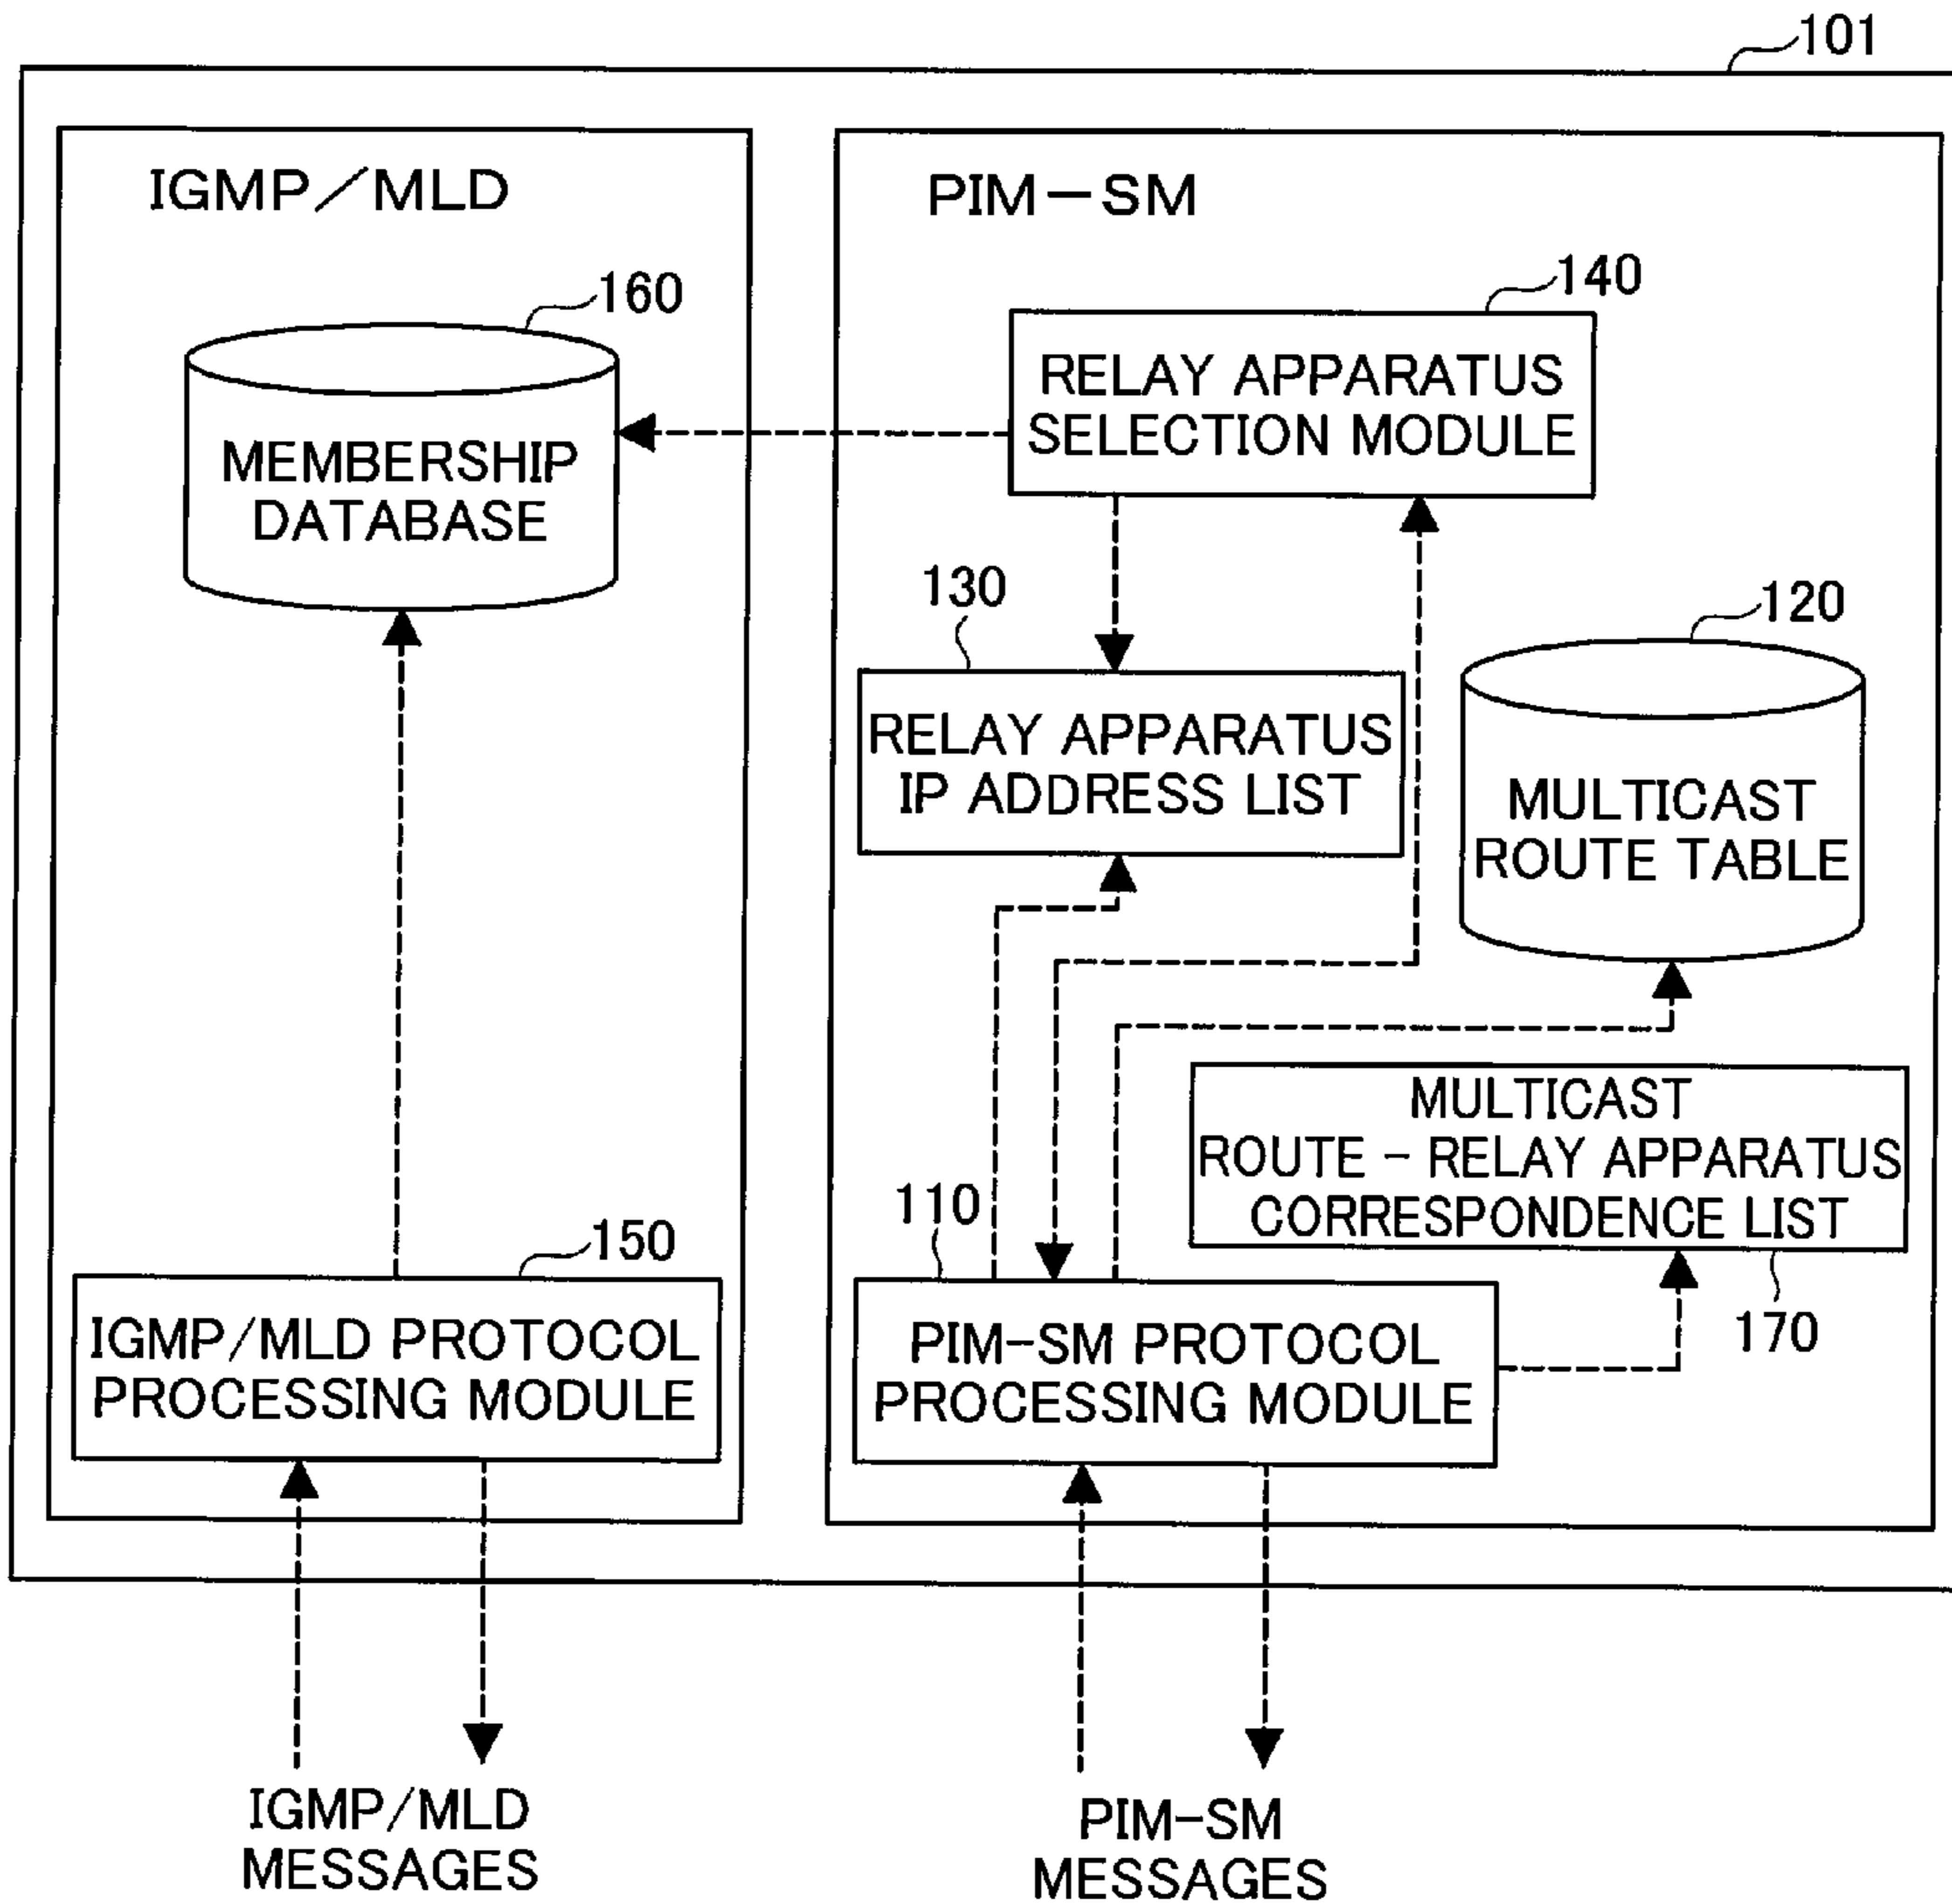 101
IGMP/MLD
PIM-SM
160
140
MEMBERSHIP
DATABASE
RELAY APPARATUS
SELECTION MODULE
130
120
RELAY APPARATUS
IP ADDRESS LIST
MULTICAST
ROUTE TABLE
MULTICAST
ROUTE - RELAY APPARATUS
CORRESPONDENCE LIST
110
150
170
IGMP/MLD PROTOCOL
PROCESSING MODULE
PIM-SM PROTOCOL
PROCESSING MODULE
IGMP/MLD
MESSAGES
PIM-SM
MESSAGES